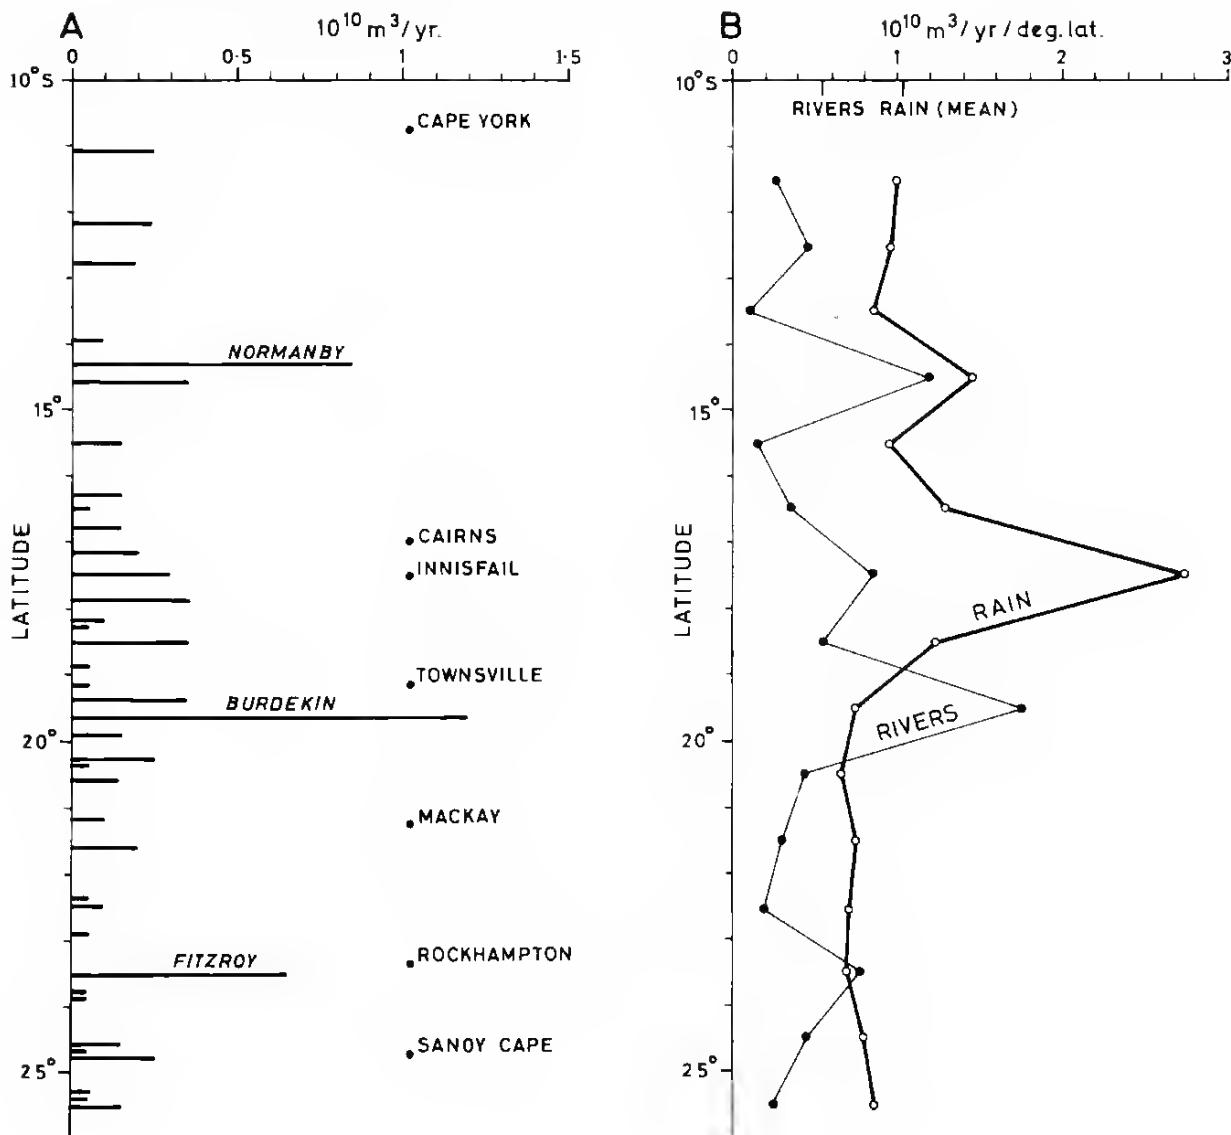 A
10¹⁰ m³/yr.
0 0·5 1 1·5
10°S
CAPE YORK
NORMANBY
15°
CAIRNS
INNISFAIL
LATITUDE
TOWNSVILLE
BURDEKIN
20°
MACKAY
ROCKHAMPTON
FITZROY
SANDY CAPE
25°
B
10¹⁰ m³/yr/deg.lat.
0 1 2 3
10°S
RIVERS RAIN (MEAN)
15°
LATITUDE
RAIN
RIVERS
20°
25°